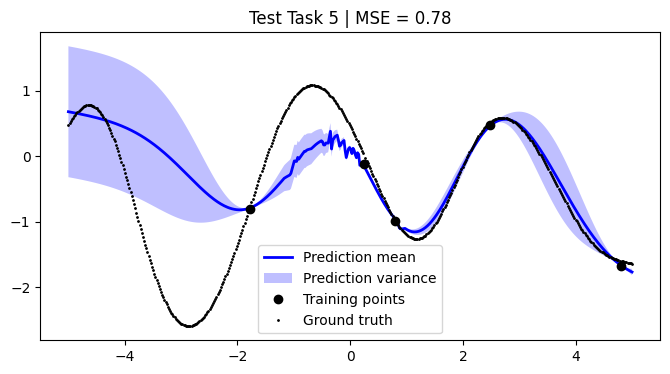 Test Task 5 | MSE = 0.78
1
0
−1
−2
Prediction mean
Prediction variance
Training points
Ground truth
−4 −2 0 2 4